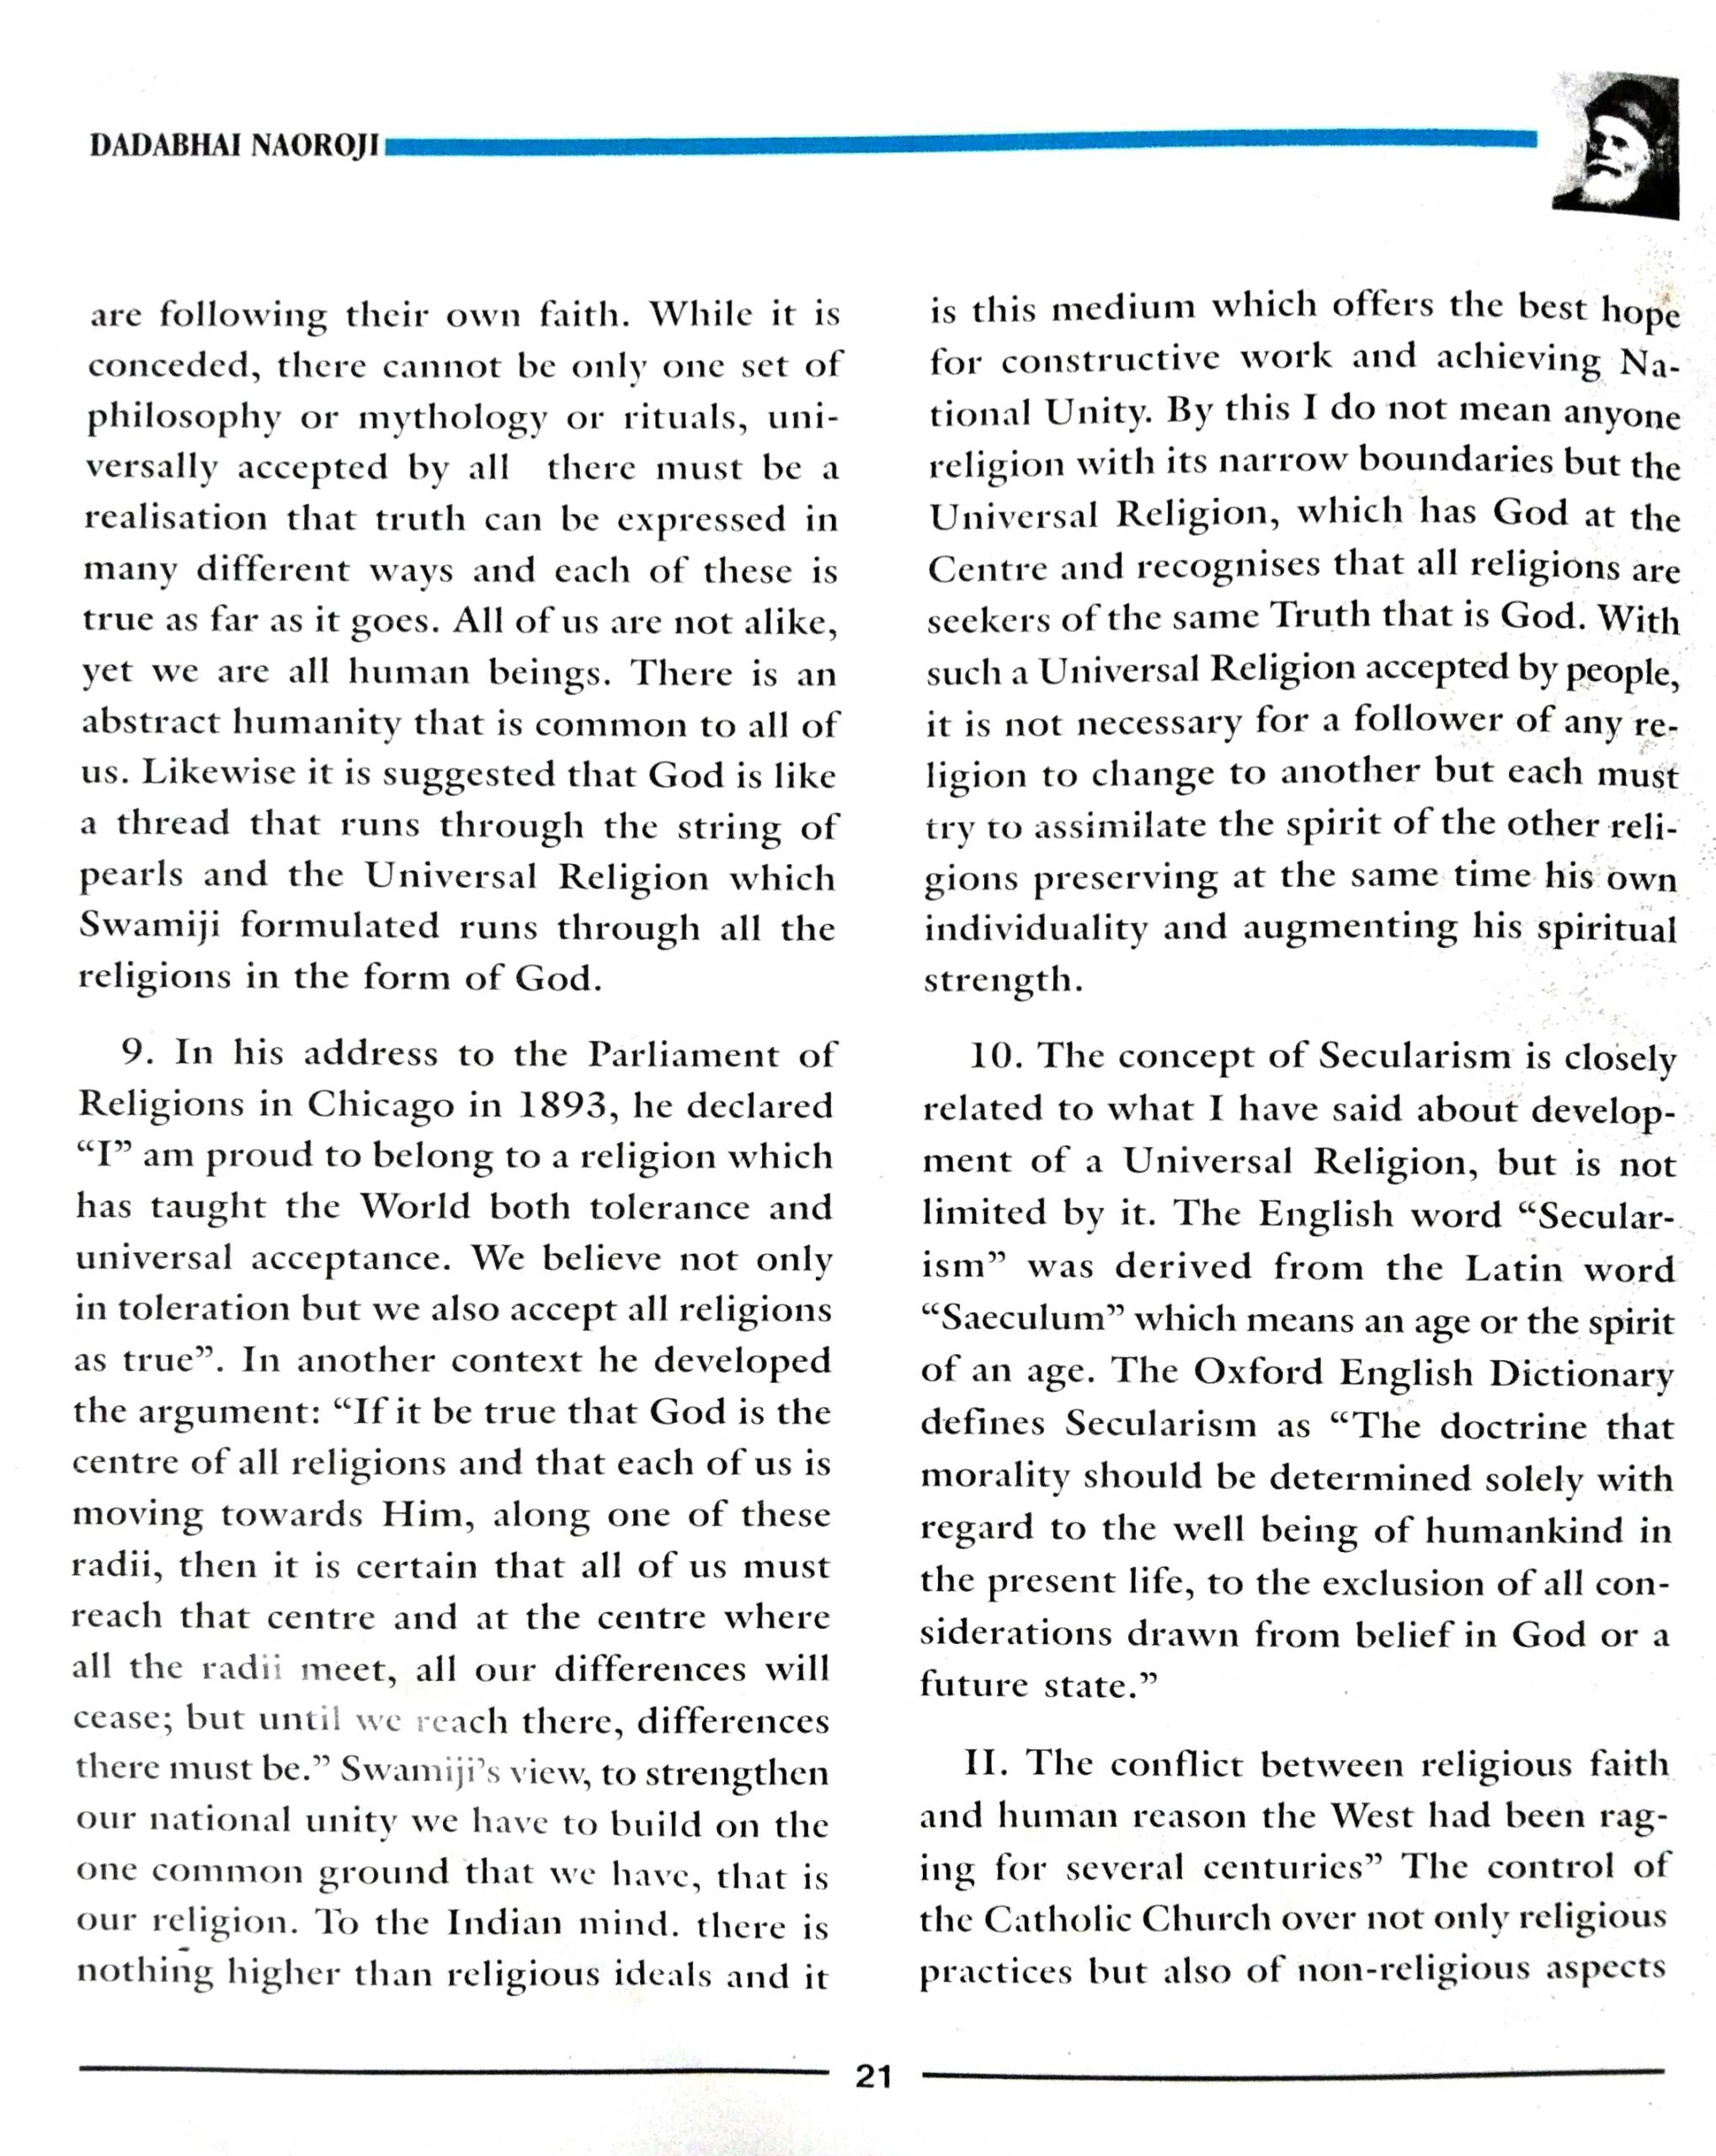 DADABHAI NAOROJI
are following their own faith. While it is
conceded, there cannot be only one set of
philosophy or mythology or rituals, uni-
versally accepted by all there must be a
realisation that truth can be expressed in
many different ways and each of these is
true as far as it goes. All of us are not alike,
yet we are all human beings. There is an
abstract humanity that is common to all of
us. Likewise it is suggested that God is like
a thread that runs through the string of
pearls and the Universal Religion which
Swamiji formulated runs through all the
religions in the form of God.
9. In his address to the Parliament of
Religions in Chicago in 1893, he declared
“I” am proud to belong to a religion which
has taught the World both tolerance and
universal acceptance. We believe not only
in toleration but we also accept all religions
as true”. In another context he developed
the argument: “If it be true that God is the
centre of all religions and that each of us is
moving towards Him, along one of these
radii, then it is certain that all of us must
reach that centre and at the centre where
all the radii meet, all our differences will
cease; but until we reach there, differences
there must be.” Swamiji’s view, to strengthen
our national unity we have to build on the
one common ground that we have, that is
our religion. To the Indian mind. there is
nothing higher than religious ideals and it
is this medium which offers the best hope
for constructive work and achieving Na-
tional Unity. By this I do not mean anyone
religion with its narrow boundaries but the
Universal Religion, which has God at the
Centre and recognises that all religions are
seekers of the same Truth that is God. With
such a Universal Religion accepted by people,
it is not necessary for a follower of any re-
ligion to change to another but each must
try to assimilate the spirit of the other reli-
gions preserving at the same time his own
individuality and augmenting his spiritual
strength.
10. The concept of Secularism is closely
related to what I have said about develop-
ment of a Universal Religion, but is not
limited by it. The English word “Secular-
ism” was derived from the Latin word
“Saeculum” which means an age or the spirit
of an age. The Oxford English Dictionary
defines Secularism as “The doctrine that
morality should be determined solely with
regard to the well being of humankind in
the present life, to the exclusion of all con-
siderations drawn from belief in God or a
future state.”
II. The conflict between religious faith
and human reason the West had been rag-
ing for several centuries” The control of
the Catholic Church over not only religious
practices but also of non-religious aspects
21